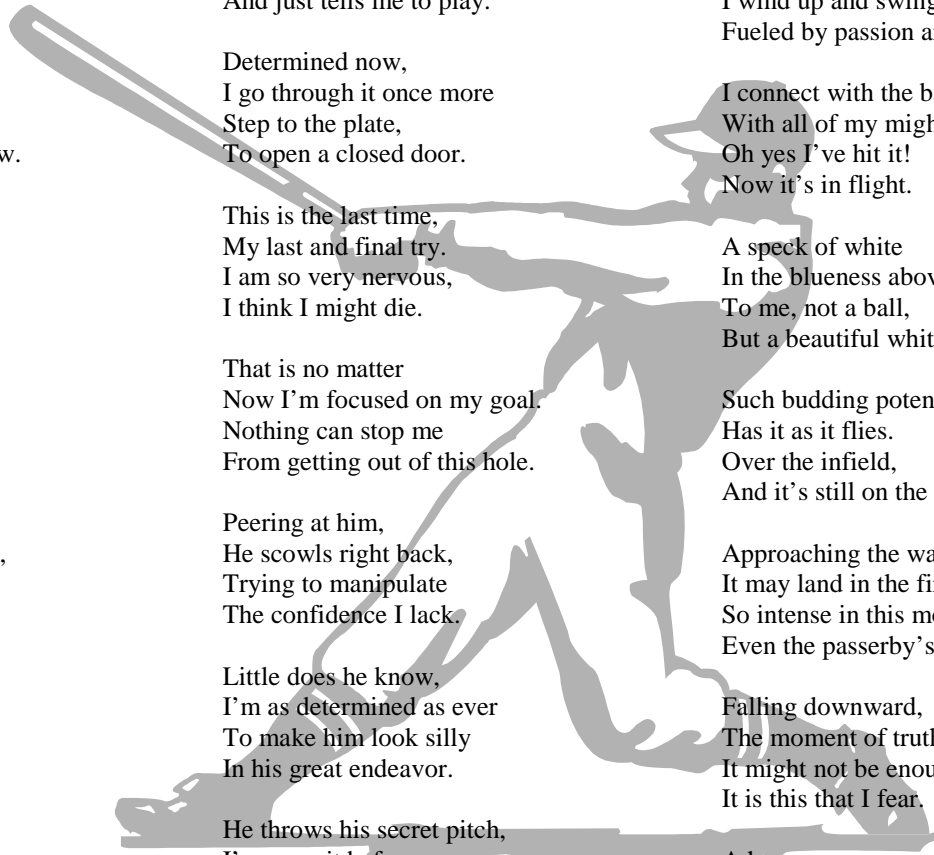 w.
,
And just tells me to play.
Determined now,
I go through it once more
Step to the plate,
To open a closed door.
This is the last time,
My last and final try.
I am so very nervous,
I think I might die.
That is no matter
Now I’m focused on my goal.
Nothing can stop me
From getting out of this hole.
Peering at him,
He scowls right back,
Trying to manipulate
The confidence I lack.
Little does he know,
I’m as determined as ever
To make him look silly
In his great endeavor.
He throws his secret pitch,
I wind up and swing
Fueled by passion
I connect with the
With all of my
Oh yes I’ve hit it!
Now it’s in flight.
A speck of white
In the blueness
To me, not a ball,
But a beautiful
Such budding
Has it as it flies.
Over the infield,
And it’s still on the
Approaching the
It may land in the
So intense in this
Even the passerby’s
Falling downward,
The moment of truth
It might not be
It is this that I fear.